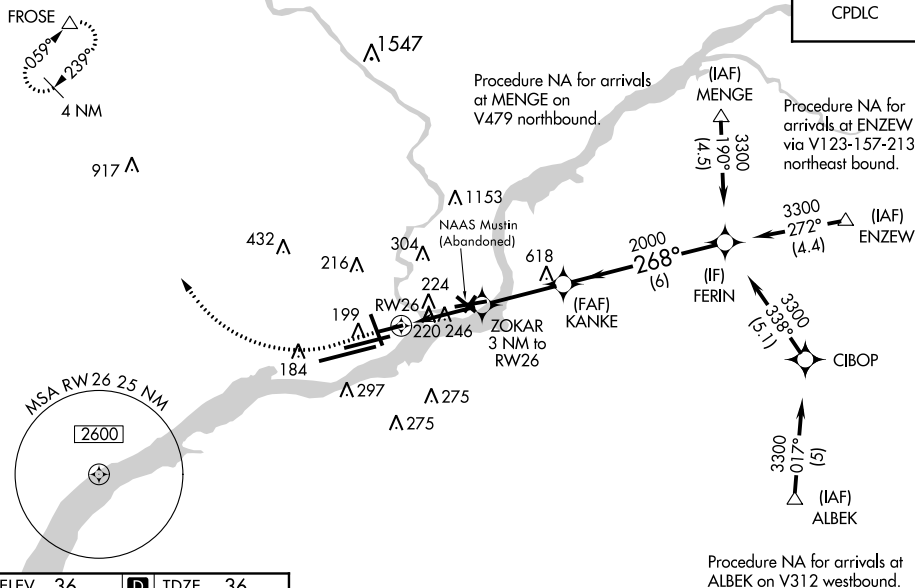 CPDLC
FROSE
059°
239°
4 NM
1547
Procedure NA for arrivals
at MENGE on
V479 northbound.
(IAF)
MENGE
3300
190°
(4.5)
Procedure NA for
arrivals at ENZEW
via V123-157-213
northeast bound.
917
1153
NAAS Mustin
(Abandoned)
3300
272°
(4.4)
(IAF)
ENZEW
432
304
216
618
2000
268°
(6)
(IF)
FERIN
224
RW26
199
220
246
ZOKAR
3 NM to
RW26
(FAF)
KANKE
3300
338°
(5.1)
CIBOP
184
297
275
275
MSA RW 26 25 NM
2600
3300
017°
(5)
(IAF)
ALBEK
Procedure NA for arrivals at
ALBEK on V312 westbound.
ELEV 36
D TDZE 36